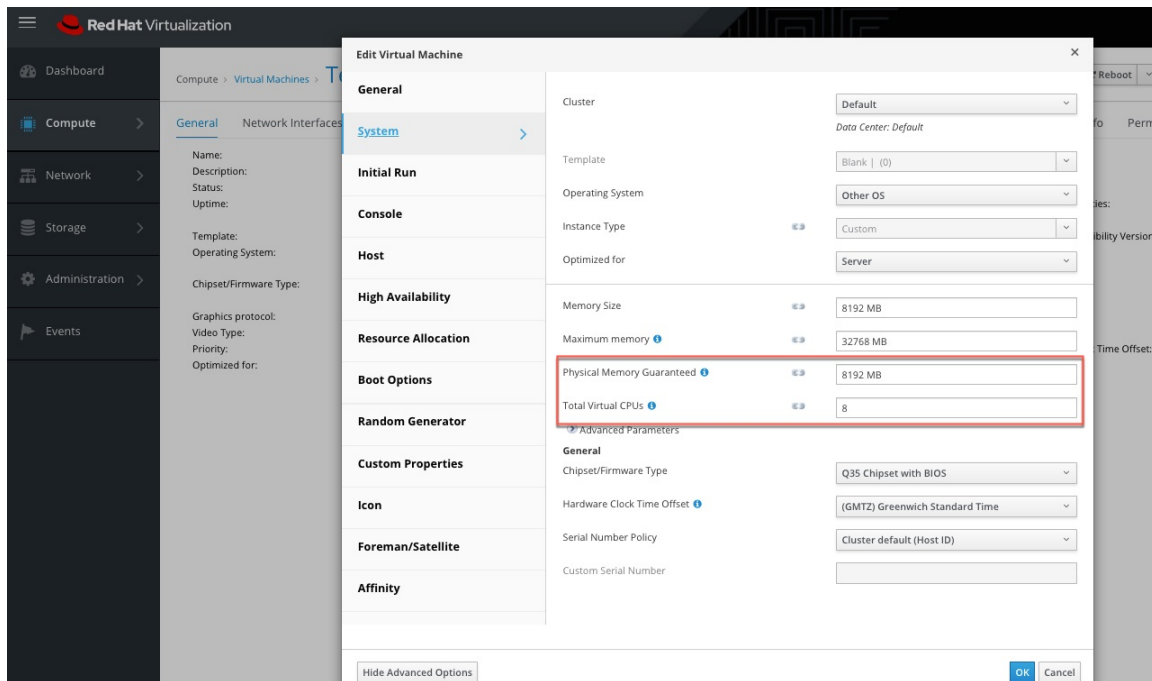 Red Hat Virtualization
Dashboard
Compute
Network
Storage
Administration
Events
Compute > Virtual Machines >
Reboot
General Network Interfaces
Name:
Description:
Status:
Uptime:
Template:
Operating System:
Chipset/Firmware Type:
Graphics protocol:
Video Type:
Priority:
Optimized for:
Edit Virtual Machine
General
System
Initial Run
Console
Host
High Availability
Resource Allocation
Boot Options
Random Generator
Custom Properties
Icon
Foreman/Satellite
Affinity
Cluster Default
Data Center: Default
Template Blank | (0)
Operating System Other OS
Instance Type Custom
Optimized for Server
Memory Size 8192 MB
Maximum memory 32768 MB
Physical Memory Guaranteed 8192 MB
Total Virtual CPUs 8
Advanced Parameters
General
Chipset/Firmware Type Q35 Chipset with BIOS
Hardware Clock Time Offset (GMTZ) Greenwich Standard Time
Serial Number Policy Cluster default (Host ID)
Custom Serial Number
Hide Advanced Options
OK Cancel
Time Offset: